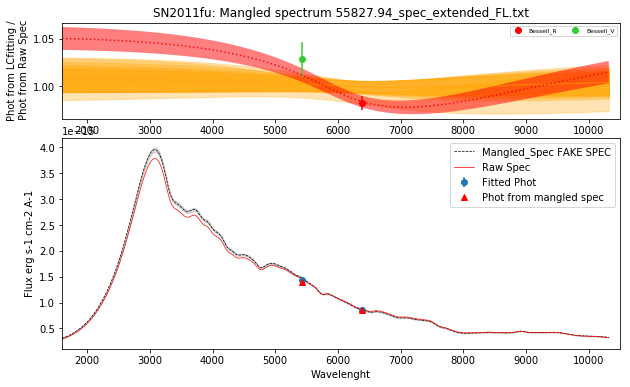 SN2011fu: Mangled spectrum 55827.94_spec_extended_FL.txt
Phot from LCfitting /
Phot from Raw Spec
1.05
1.00
Bessell_R
Bessell_V
2000 3000 4000 5000 6000 7000 8000 9000 10000
1e−15
Flux erg s-1 cm-2 A-1
4.0
3.5
3.0
2.5
2.0
1.5
1.0
0.5
Mangled_Spec FAKE SPEC
Raw Spec
Fitted Phot
Phot from mangled spec
2000 3000 4000 5000 6000 7000 8000 9000 10000
Wavelenght